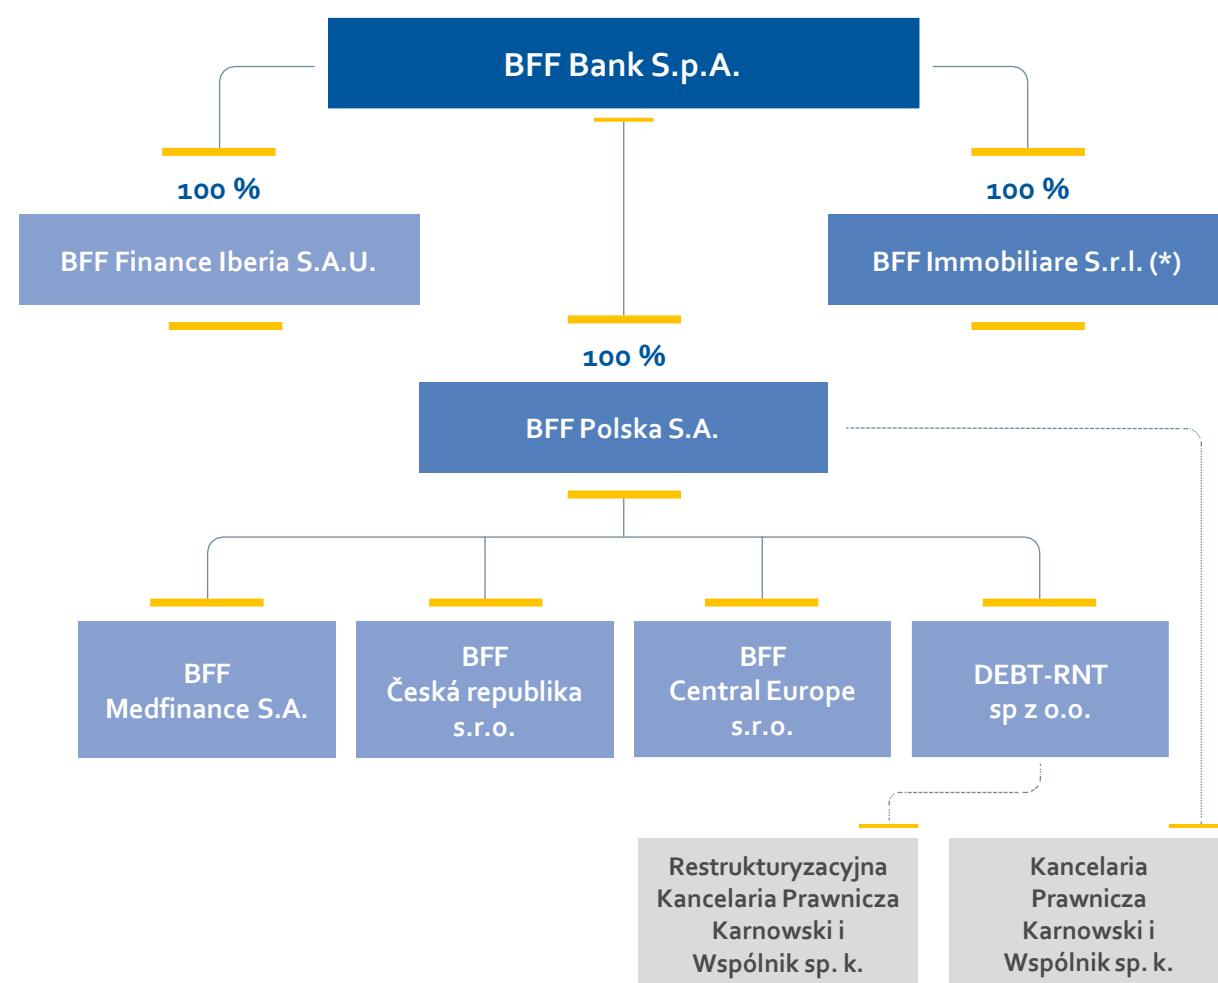 BFF Bank S.p.A.
100 %
100 %
BFF Finance Iberia S.A.U.
BFF Immobiliare S.r.l. (*)
100 %
BFF Polska S.A.
BFF
Medfinance S.A.
BFF
Česká republika
s.r.o.
BFF
Central Europe
s.r.o.
DEBT-RNT
sp z o.o.
Restrukturyzacyjna
Kancelaria Prawnicza
Karnowski i
Wspólnik sp. k.
Kancelaria
Prawnicza
Karnowski i
Wspólnik sp. k.